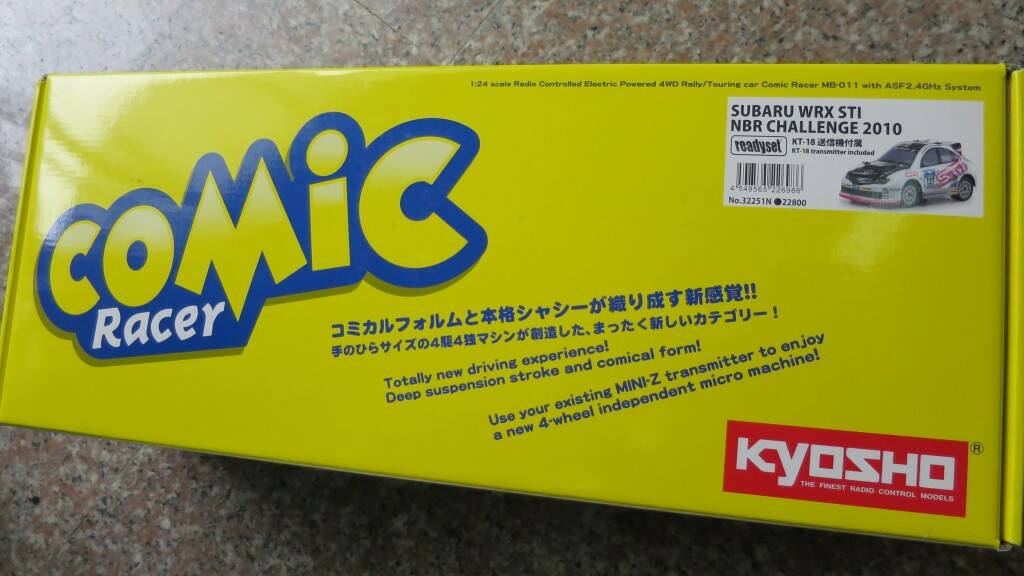 1:24 scale Radio Controlled Electric Powered 4WD Rally/Touring car Comic Racer MB-011 with ASF2.4GHz System
SUBARU WRX STI
NBR CHALLENGE 2010
readyset KT-18 送信機付属
KT-18 transmitter included
4 548565 228986
No.32251N ●22800
COMiC
Racer
コミカルフォルムと本格シャシーが織り成す新感覚!!
手のひらサイズの4駆4独マシンが創造した、まったく新しいカテゴリー！
Totally new driving experience!
Deep suspension stroke and comical form!
Use your existing MINI-Z transmitter to enjoy
a new 4-wheel independent micro machine!
KYOSHO ®
THE FINEST RADIO CONTROL MODELS